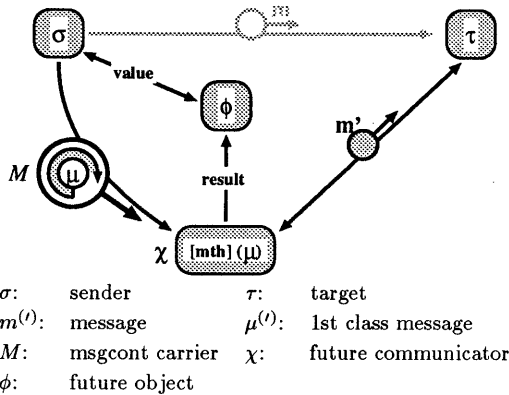 m
σ
τ
value
φ
m'
M
μ
result
χ
[mth] (μ)
σ: sender τ: target
m(′): message μ(′): 1st class message
M: msgcont carrier χ: future communicator
φ: future object